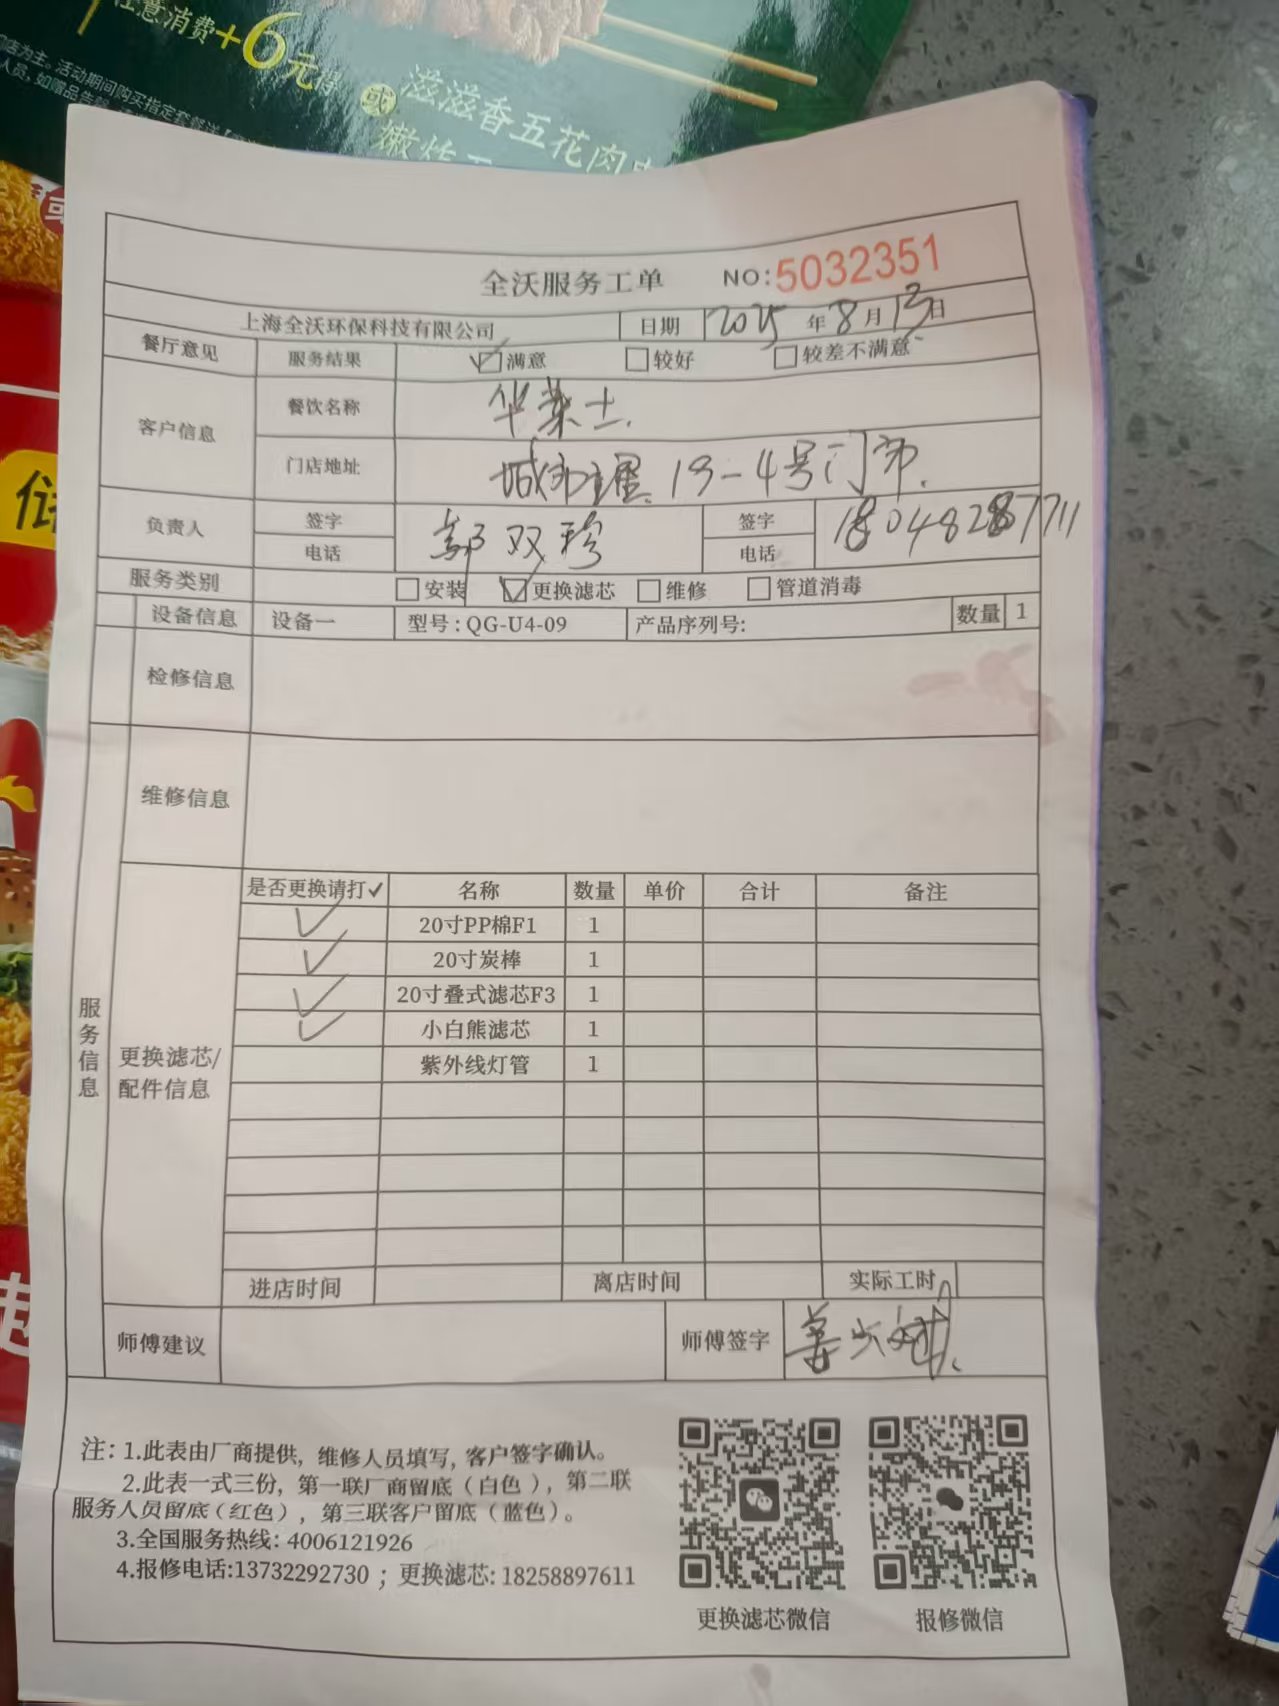 任意消费+6元得
或
滋滋香五花肉
全沃服务工单 NO:5032351
上海全沃环保科技有限公司 日期 2025年8月13日
餐厅意见 服务结果 满意 较好 较差不满意
客户信息 餐饮名称 华莱士.
门店地址 19-4号门市.
负责人 签字 郭双珍 签字
电话 电话
服务类别 安装 更换滤芯 维修 管道消毒
设备信息 设备一 型号:QG-U4-09 产品序列号: 数量 1
检修信息
维修信息
服务信息
更换滤芯/
配件信息
是否更换请打✓ 名称 数量 单价 合计 备注
✓ 20寸PP棉F1 1
✓ 20寸炭棒 1
✓ 20寸叠式滤芯F3 1
✓ 小白熊滤芯 1
紫外线灯管 1
进店时间 离店时间 实际工时
师傅建议 师傅签字
注: 1.此表由厂商提供, 维修人员填写, 客户签字确认。
2.此表一式三份, 第一联厂商留底(白色), 第二联
服务人员留底(红色), 第三联客户留底(蓝色)。
3.全国服务热线: 4006121926
4.报修电话:13732292730 ; 更换滤芯: 18258897611
更换滤芯微信 报修微信